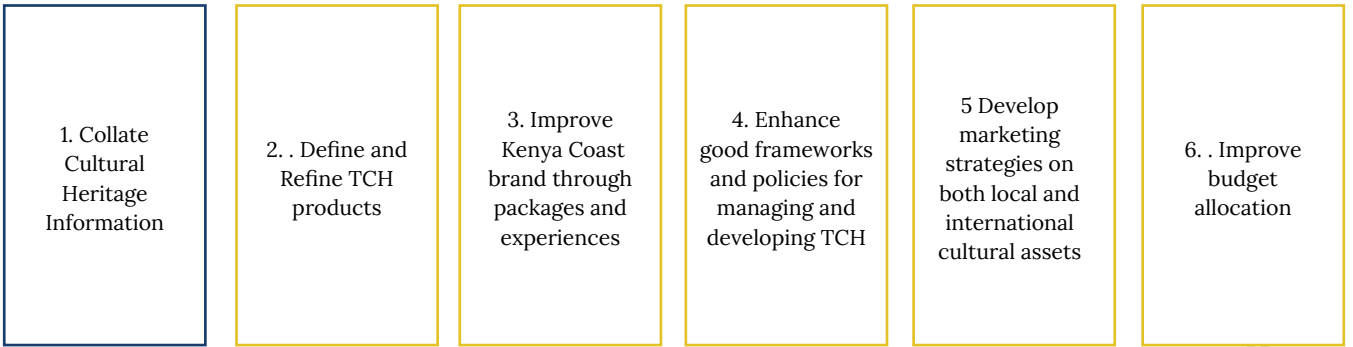 1. Collate
Cultural
Heritage
Information
2. . Define and
Refine TCH
products
3. Improve
Kenya Coast
brand through
packages and
experiences
4. Enhance
good frameworks
and policies for
managing and
developing TCH
5 Develop
marketing
strategies on
both local and
international
cultural assets
6. . Improve
budget
allocation